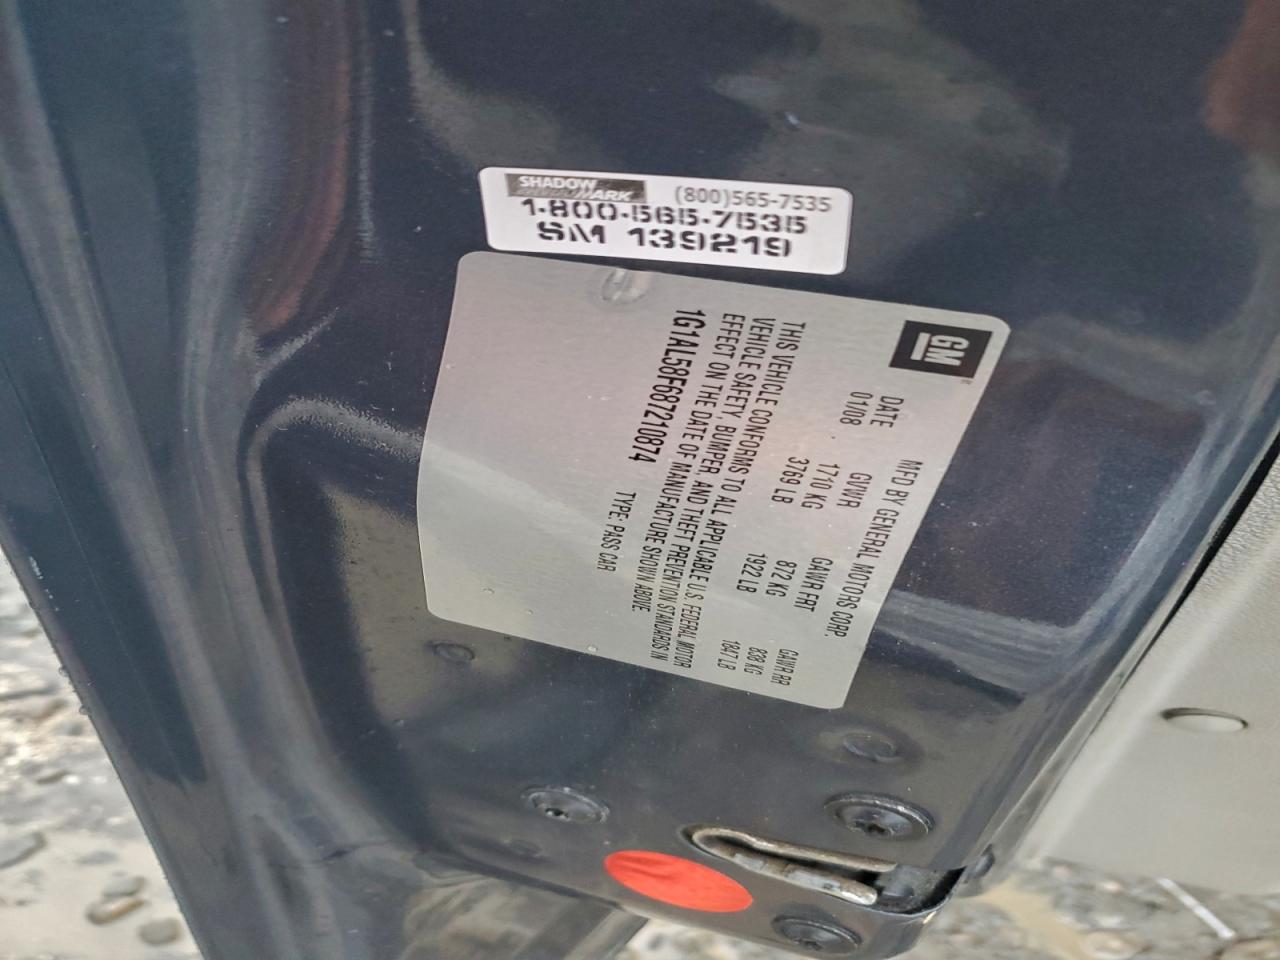 SHADOW MARK (800)565-7535
1-800-565-7535
SM 139219
GM
MFD BY GENERAL MOTORS CORP.
DATE GVWR GAWR FRT GAWR RR
01/08 1710 KG 872 KG 838 KG
3769 LB 1922 LB 1847 LB
THIS VEHICLE CONFORMS TO ALL APPLICABLE U.S. FEDERAL MOTOR
VEHICLE SAFETY, BUMPER, AND THEFT PREVENTION STANDARDS IN
EFFECT ON THE DATE OF MANUFACTURE SHOWN ABOVE.
1G1AL58F687210874 TYPE: PASS CAR